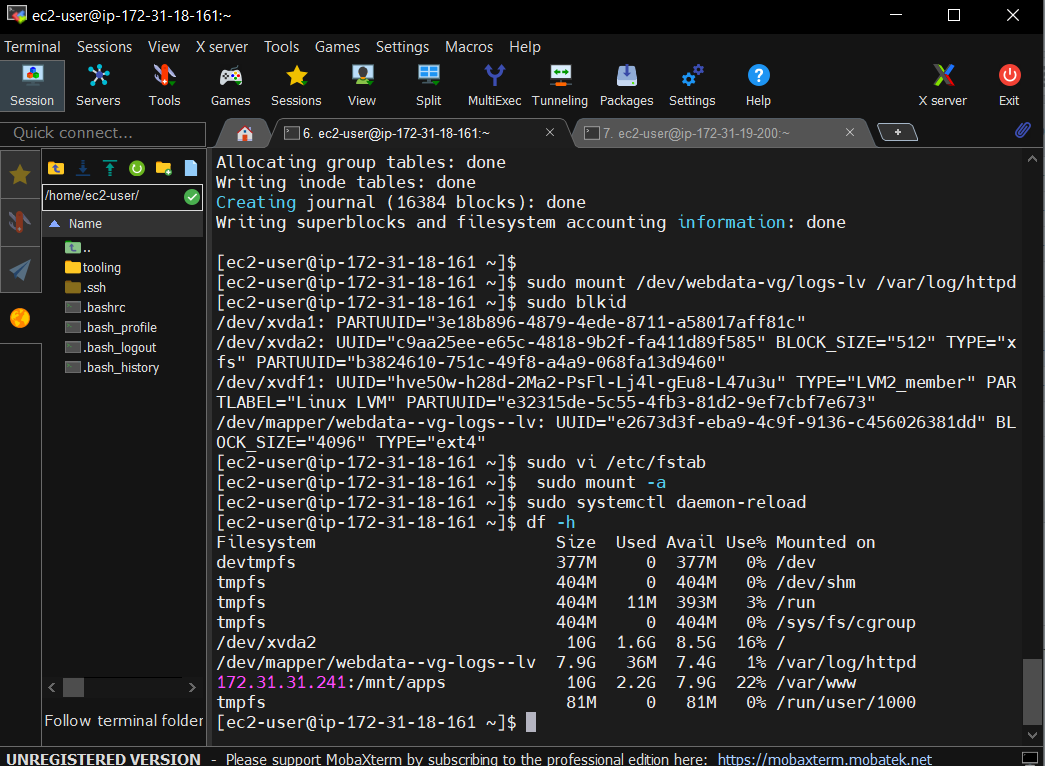 ec2-user@ip-172-31-18-161:~
Terminal Sessions View X server Tools Games Settings Macros Help
Session Servers Tools Games Sessions View Split MultiExec Tunneling Packages Settings Help X server Exit
Quick connect...
6. ec2-user@ip-172-31-18-161:~
7. ec2-user@ip-172-31-19-200:~
/home/ec2-user/
Name
..
tooling
.ssh
.bashrc
.bash_profile
.bash_logout
.bash_history
Follow terminal folder
Allocating group tables: done
Writing inode tables: done
Creating journal (16384 blocks): done
Writing superblocks and filesystem accounting information: done
[ec2-user@ip-172-31-18-161 ~]$
[ec2-user@ip-172-31-18-161 ~]$ sudo mount /dev/webdata-vg/logs-lv /var/log/httpd
[ec2-user@ip-172-31-18-161 ~]$ sudo blkid
/dev/xvda1: PARTUUID="3e18b896-4879-4ede-8711-a58017aff81c"
/dev/xvda2: UUID="c9aa25ee-e65c-4818-9b2f-fa411d89f585" BLOCK_SIZE="512" TYPE="x
fs" PARTUUID="b3824610-751c-49f8-a4a9-068fa13d9460"
/dev/xvdf1: UUID="hve50w-h28d-2Ma2-PsFl-Lj4l-gEu8-L47u3u" TYPE="LVM2_member" PAR
TLABEL="Linux LVM" PARTUUID="e32315de-5c55-4fb3-81d2-9ef7cbf7e673"
/dev/mapper/webdata--vg-logs--lv: UUID="e2673d3f-eba9-4c9f-9136-c456026381dd" BL
OCK_SIZE="4096" TYPE="ext4"
[ec2-user@ip-172-31-18-161 ~]$ sudo vi /etc/fstab
[ec2-user@ip-172-31-18-161 ~]$  sudo mount -a
[ec2-user@ip-172-31-18-161 ~]$ sudo systemctl daemon-reload
[ec2-user@ip-172-31-18-161 ~]$ df -h
Filesystem                        Size  Used Avail Use% Mounted on
devtmpfs                          377M     0  377M   0% /dev
tmpfs                             404M     0  404M   0% /dev/shm
tmpfs                             404M   11M  393M   3% /run
tmpfs                             404M     0  404M   0% /sys/fs/cgroup
/dev/xvda2                         10G  1.6G  8.5G  16% /
/dev/mapper/webdata--vg-logs--lv  7.9G   36M  7.4G   1% /var/log/httpd
172.31.31.241:/mnt/apps            10G  2.2G  7.9G  22% /var/www
tmpfs                              81M     0   81M   0% /run/user/1000
[ec2-user@ip-172-31-18-161 ~]$
UNREGISTERED VERSION - Please support MobaXterm by subscribing to the professional edition here: https://mobaxterm.mobatek.net